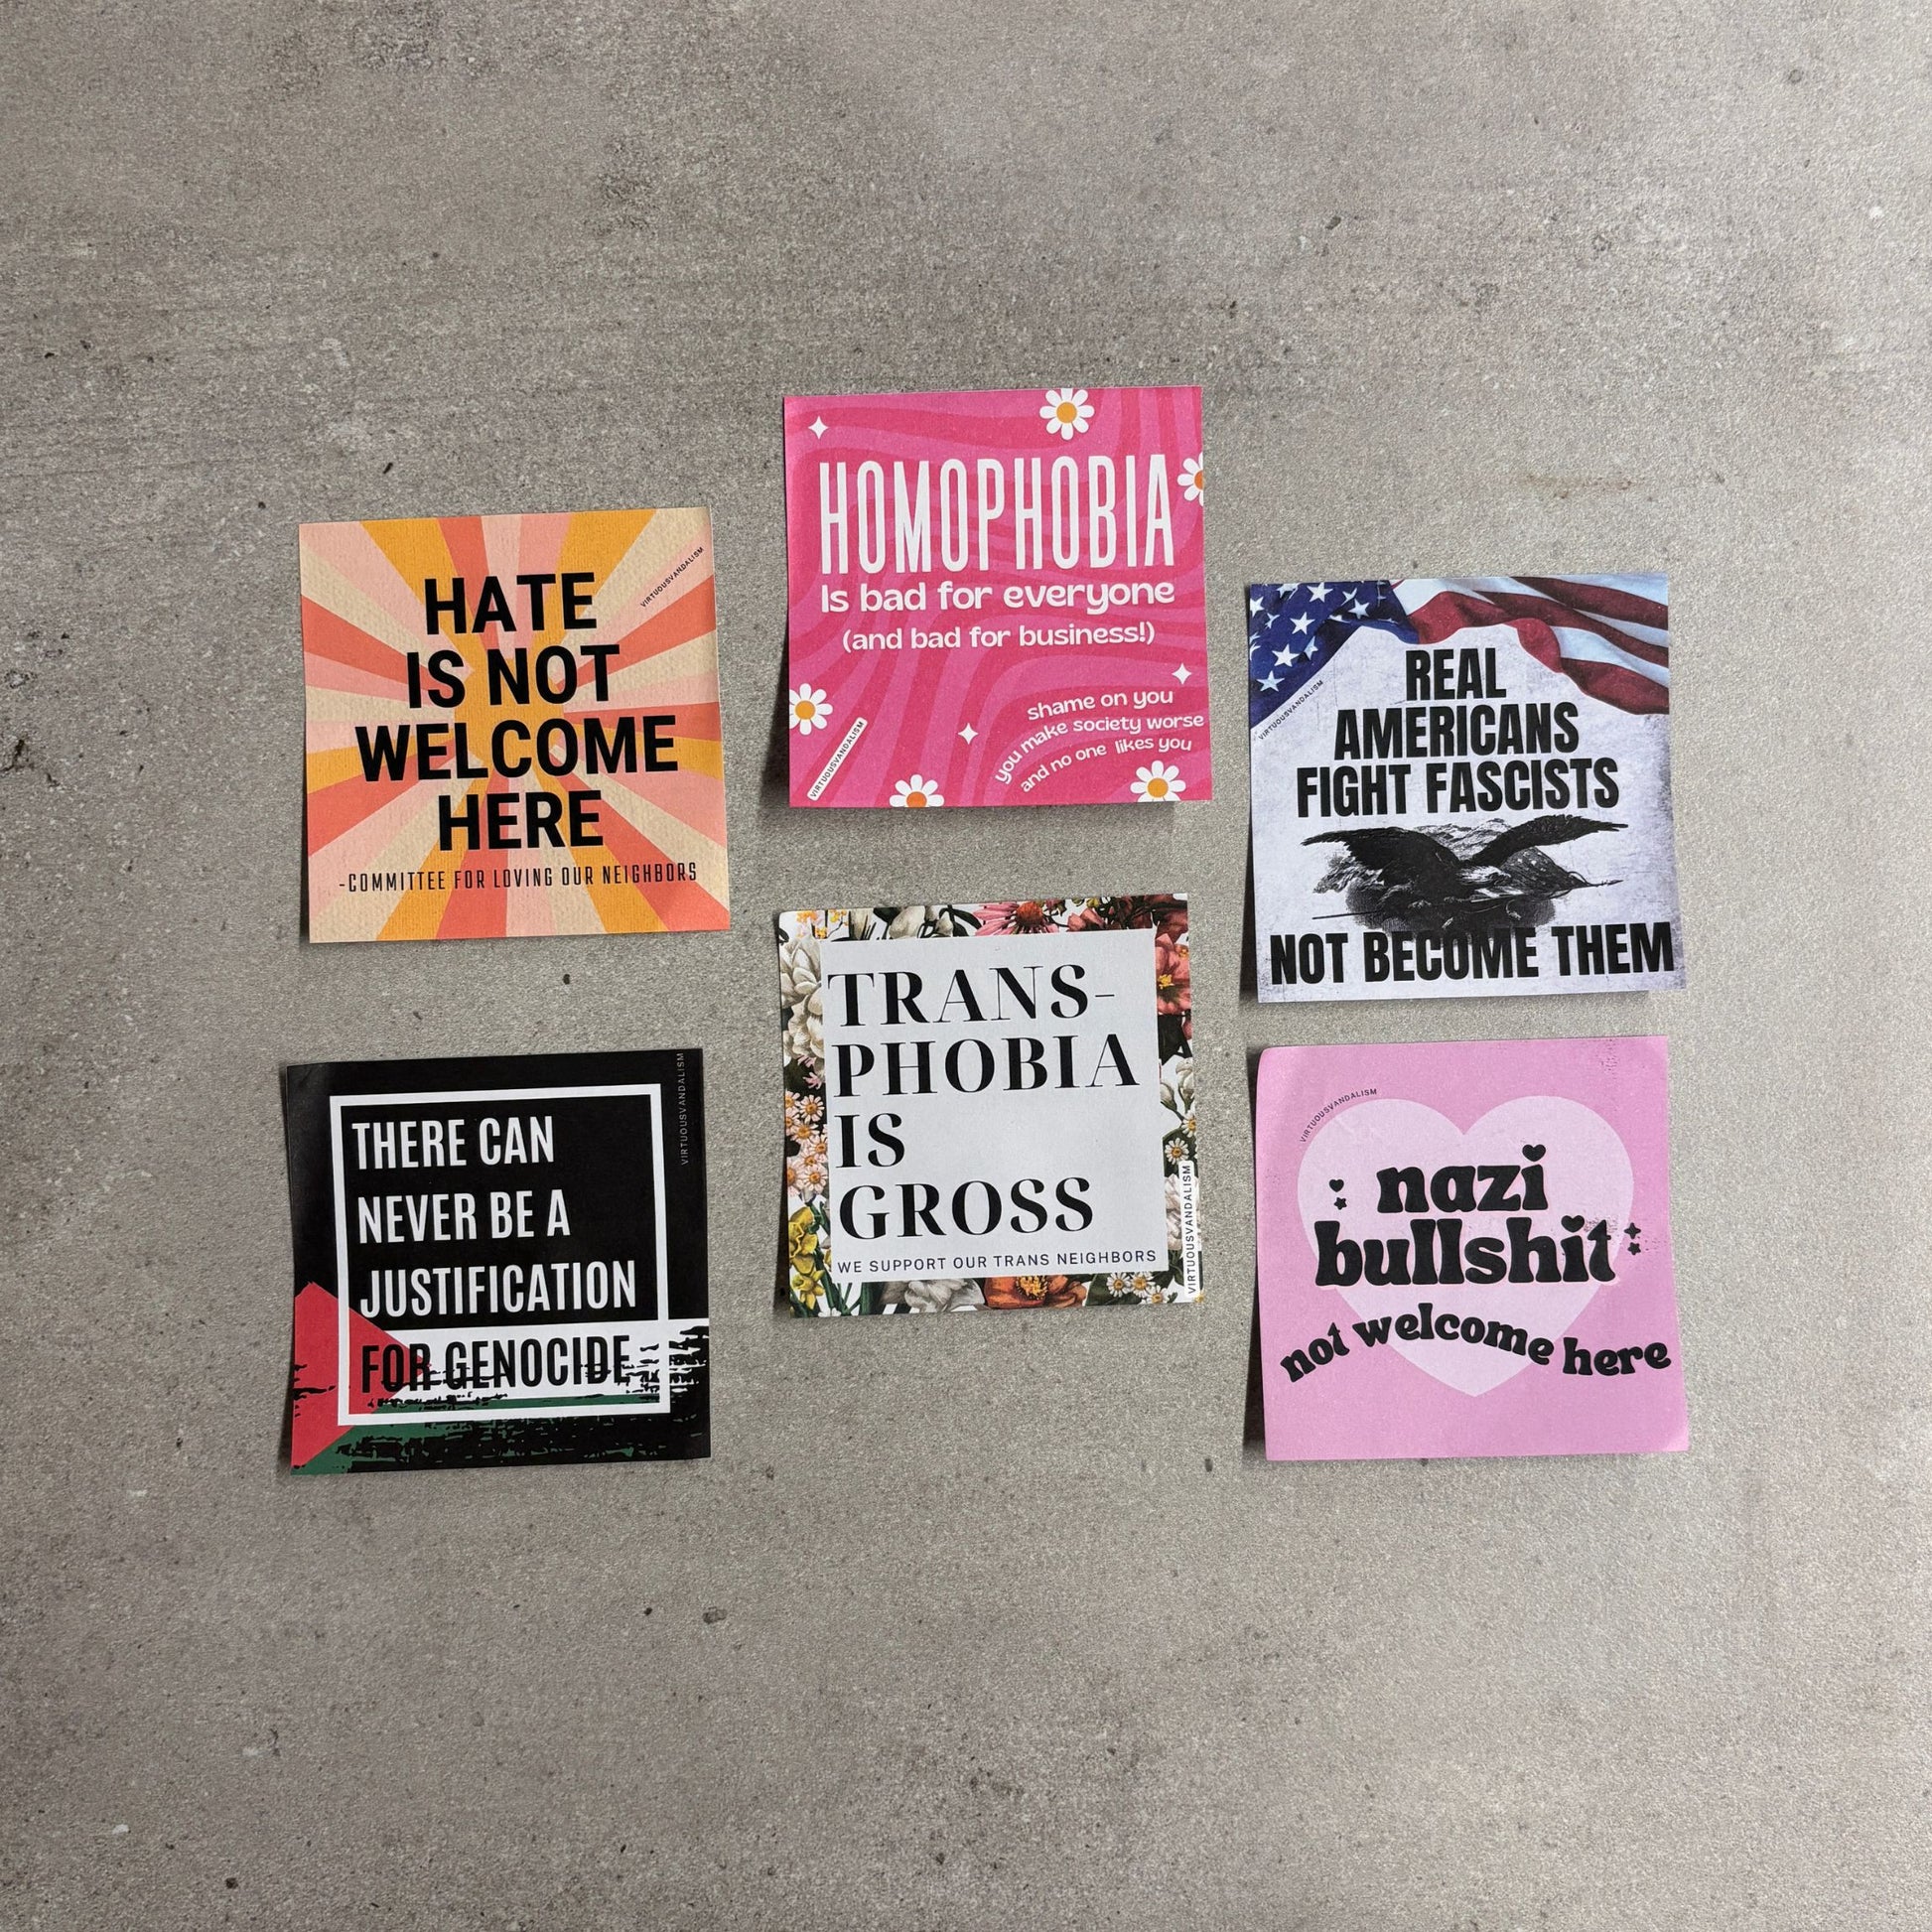 HATE
IS NOT
WELCOME
HERE
-COMMITTEE FOR LOVING OUR NEIGHBORS
VIRTUOUSVANDALISM
HOMOPHOBIA
Is bad for everyone
(and bad for business!)
shame on you
you make society worse
and no one likes you
VIRTUOUSVANDALISM
REAL
AMERICANS
FIGHT FASCISTS
NOT BECOME THEM
VIRTUOUSVANDALISM
THERE CAN
NEVER BE A
JUSTIFICATION
FOR GENOCIDE
VIRTUOUSVANDALISM
TRANS-
PHOBIA
IS
GROSS
WE SUPPORT OUR TRANS NEIGHBORS
VIRTUOUSVANDALISM
VIRTUOUSVANDALISM
nazi
bullshit
not welcome here